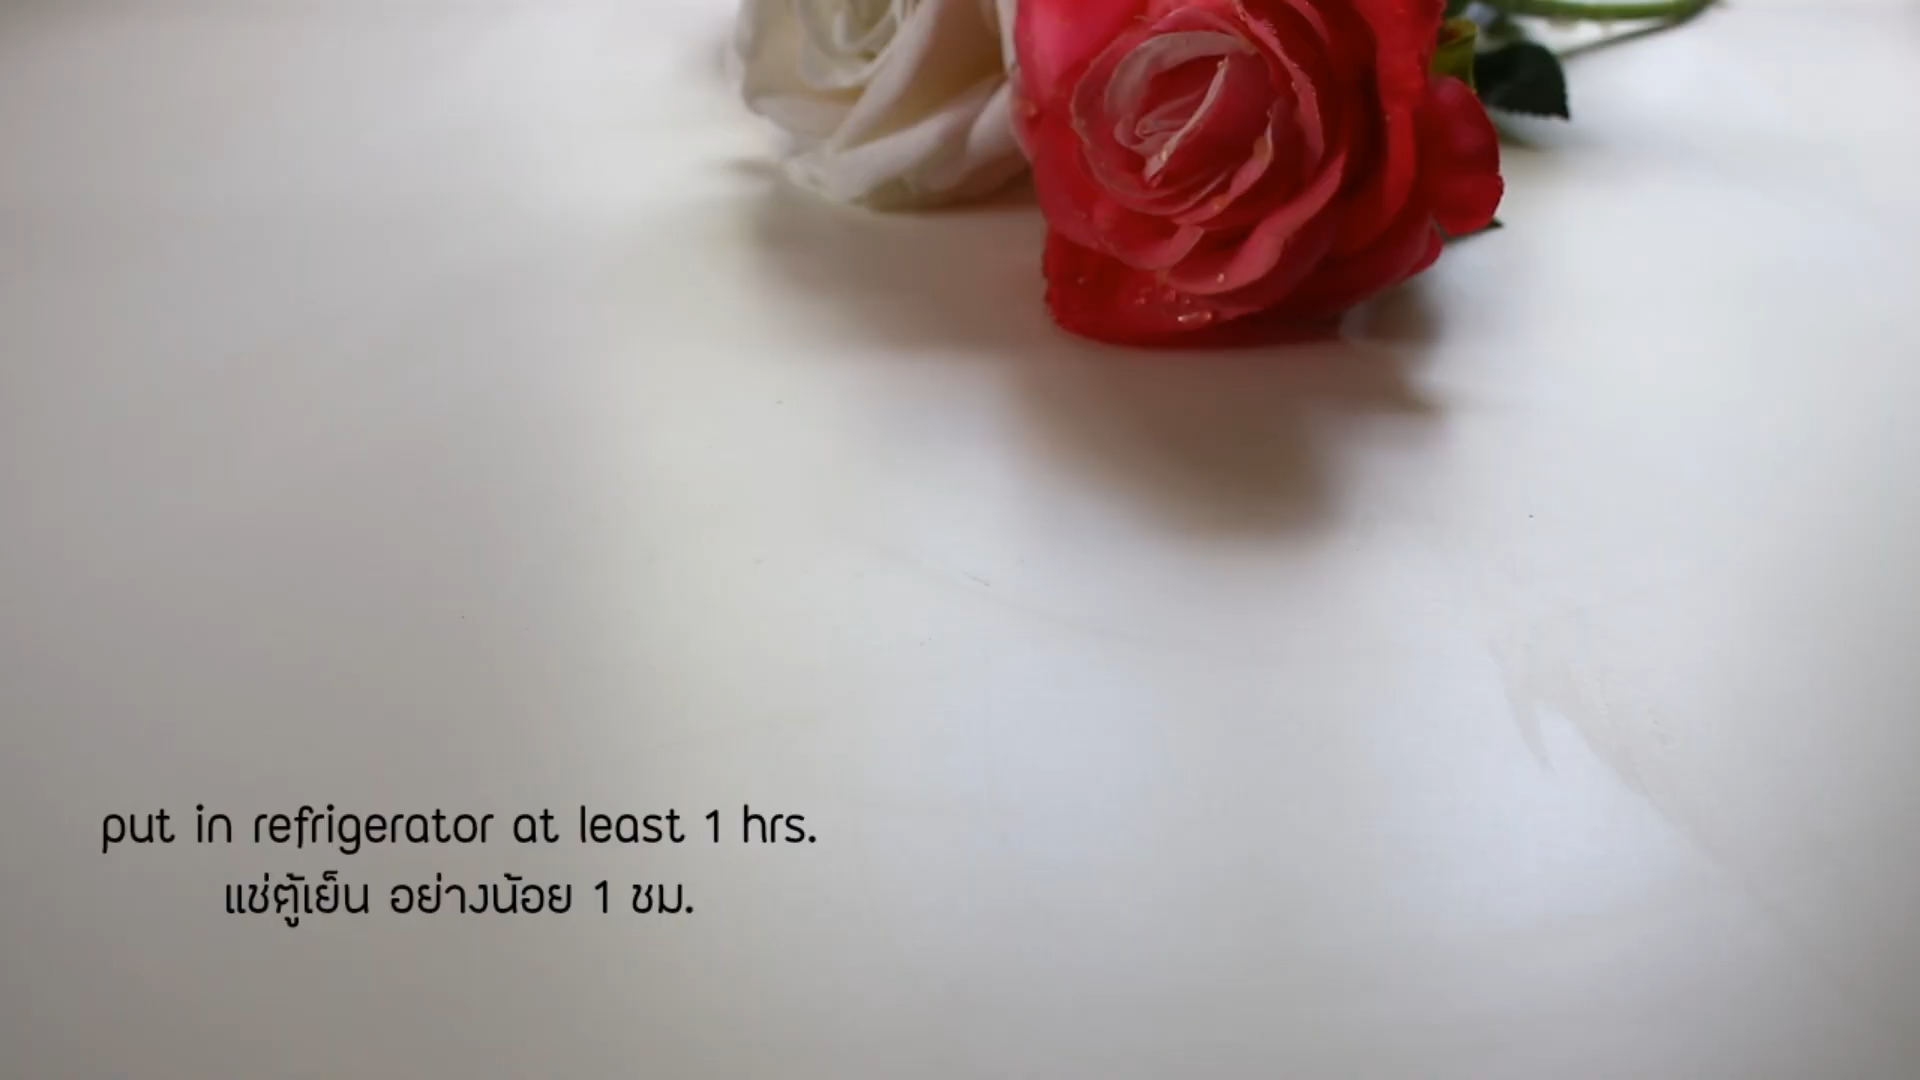 put in refrigerator at least 1 hrs.
แช่ตู้เย็น อย่างน้อย 1 ชม.